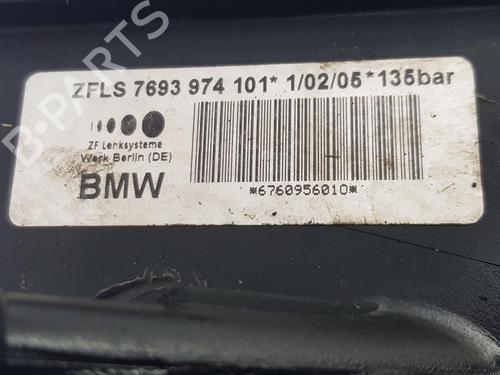 B-PARTS
ZFLS 7693 974 101* 1/02/05*135bar
ZF Lenksysteme
Werk Berlin (DE)
BMW
*6760956010*